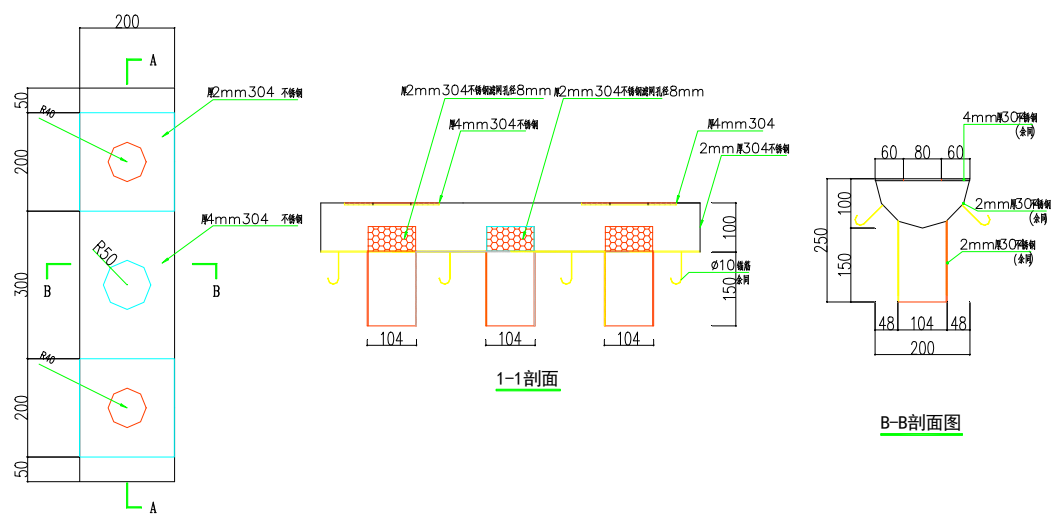 200
A
50
厚2mm304 不锈钢
R40
200
厚4mm304 不锈钢
R50
B
B
300
R40
200
50
A
厚2mm304不锈钢滤网孔径8mm
厚2mm304不锈钢滤网孔径8mm
厚4mm304不锈钢
厚4mm304
2mm厚304不锈钢
100
Ø10锚筋
余同
150
104
104
104
1-1剖面
4mm厚304不锈钢
(余同)
60
80
60
100
250
150
2mm厚304不锈钢
(余同)
2mm厚304不锈钢
(余同)
48
104
48
200
B-B剖面图